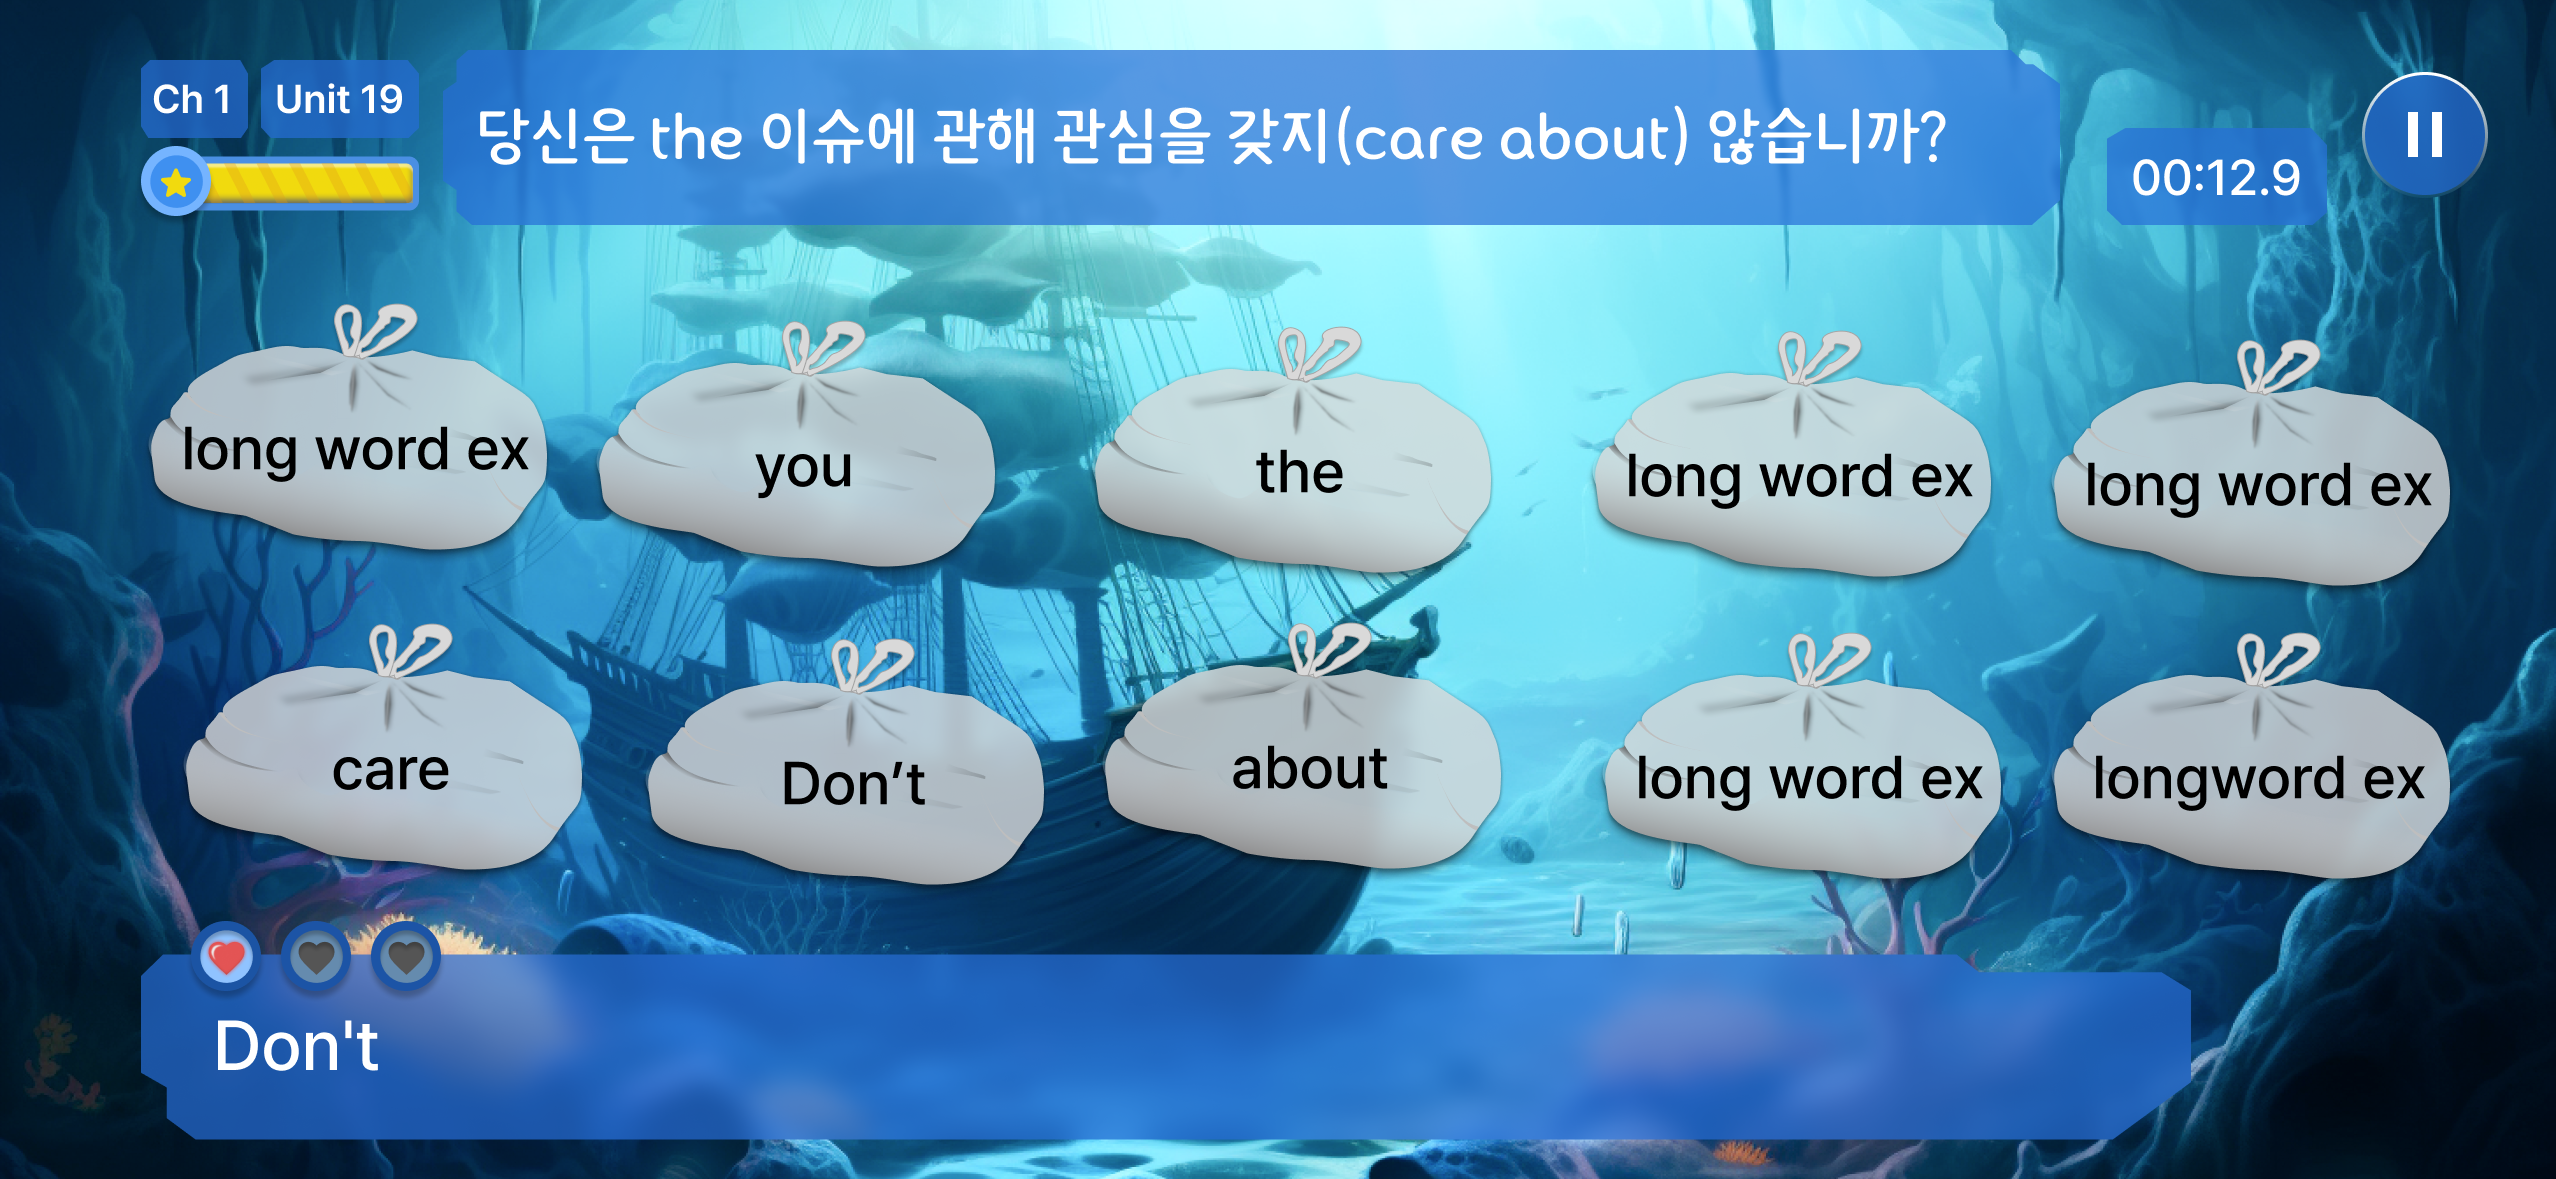 Ch 1
Unit 19
당신은 the 이슈에 관해 관심을 갖지(care about) 않습니까?
00:12.9
long word ex
you
the
long word ex
long word ex
care
Don’t
about
long word ex
longword ex
Don't